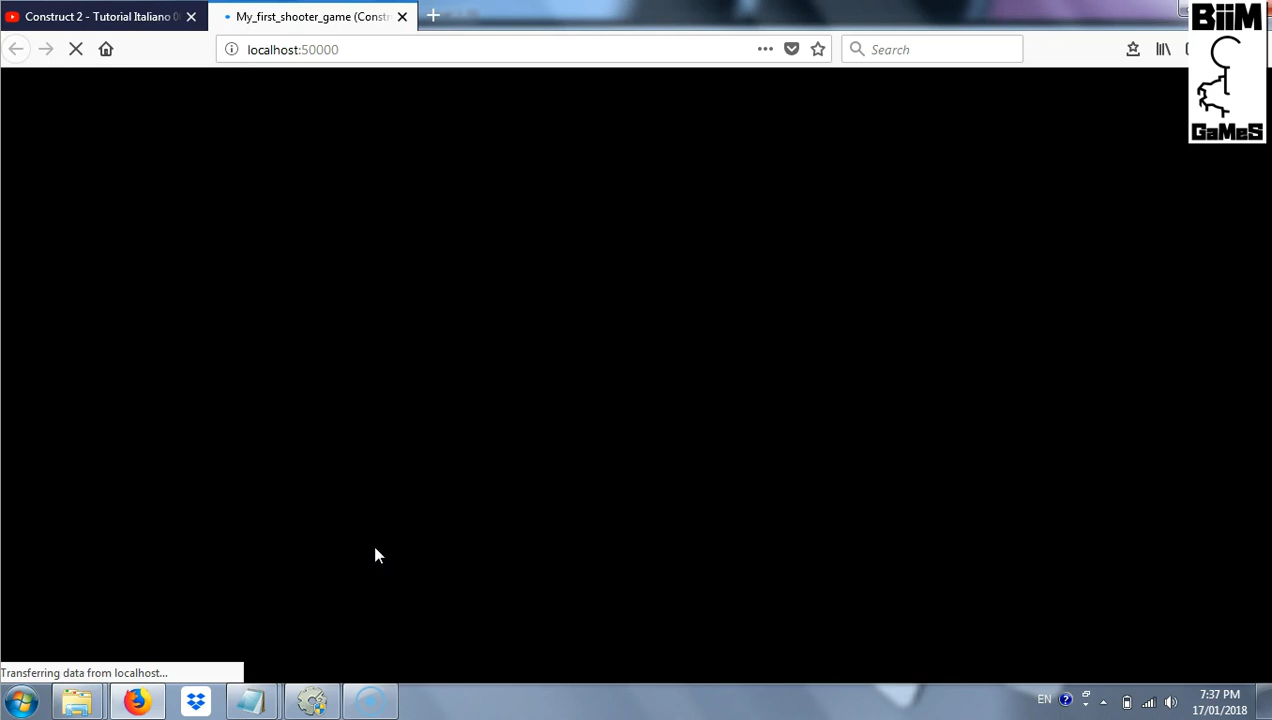 Construct 2 - Tutorial Italiano
My_first_shooter_game (Constr
BiiM
localhost:50000
Search
GaMeS
Transferring data from localhost...
EN
7:37 PM
17/01/2018